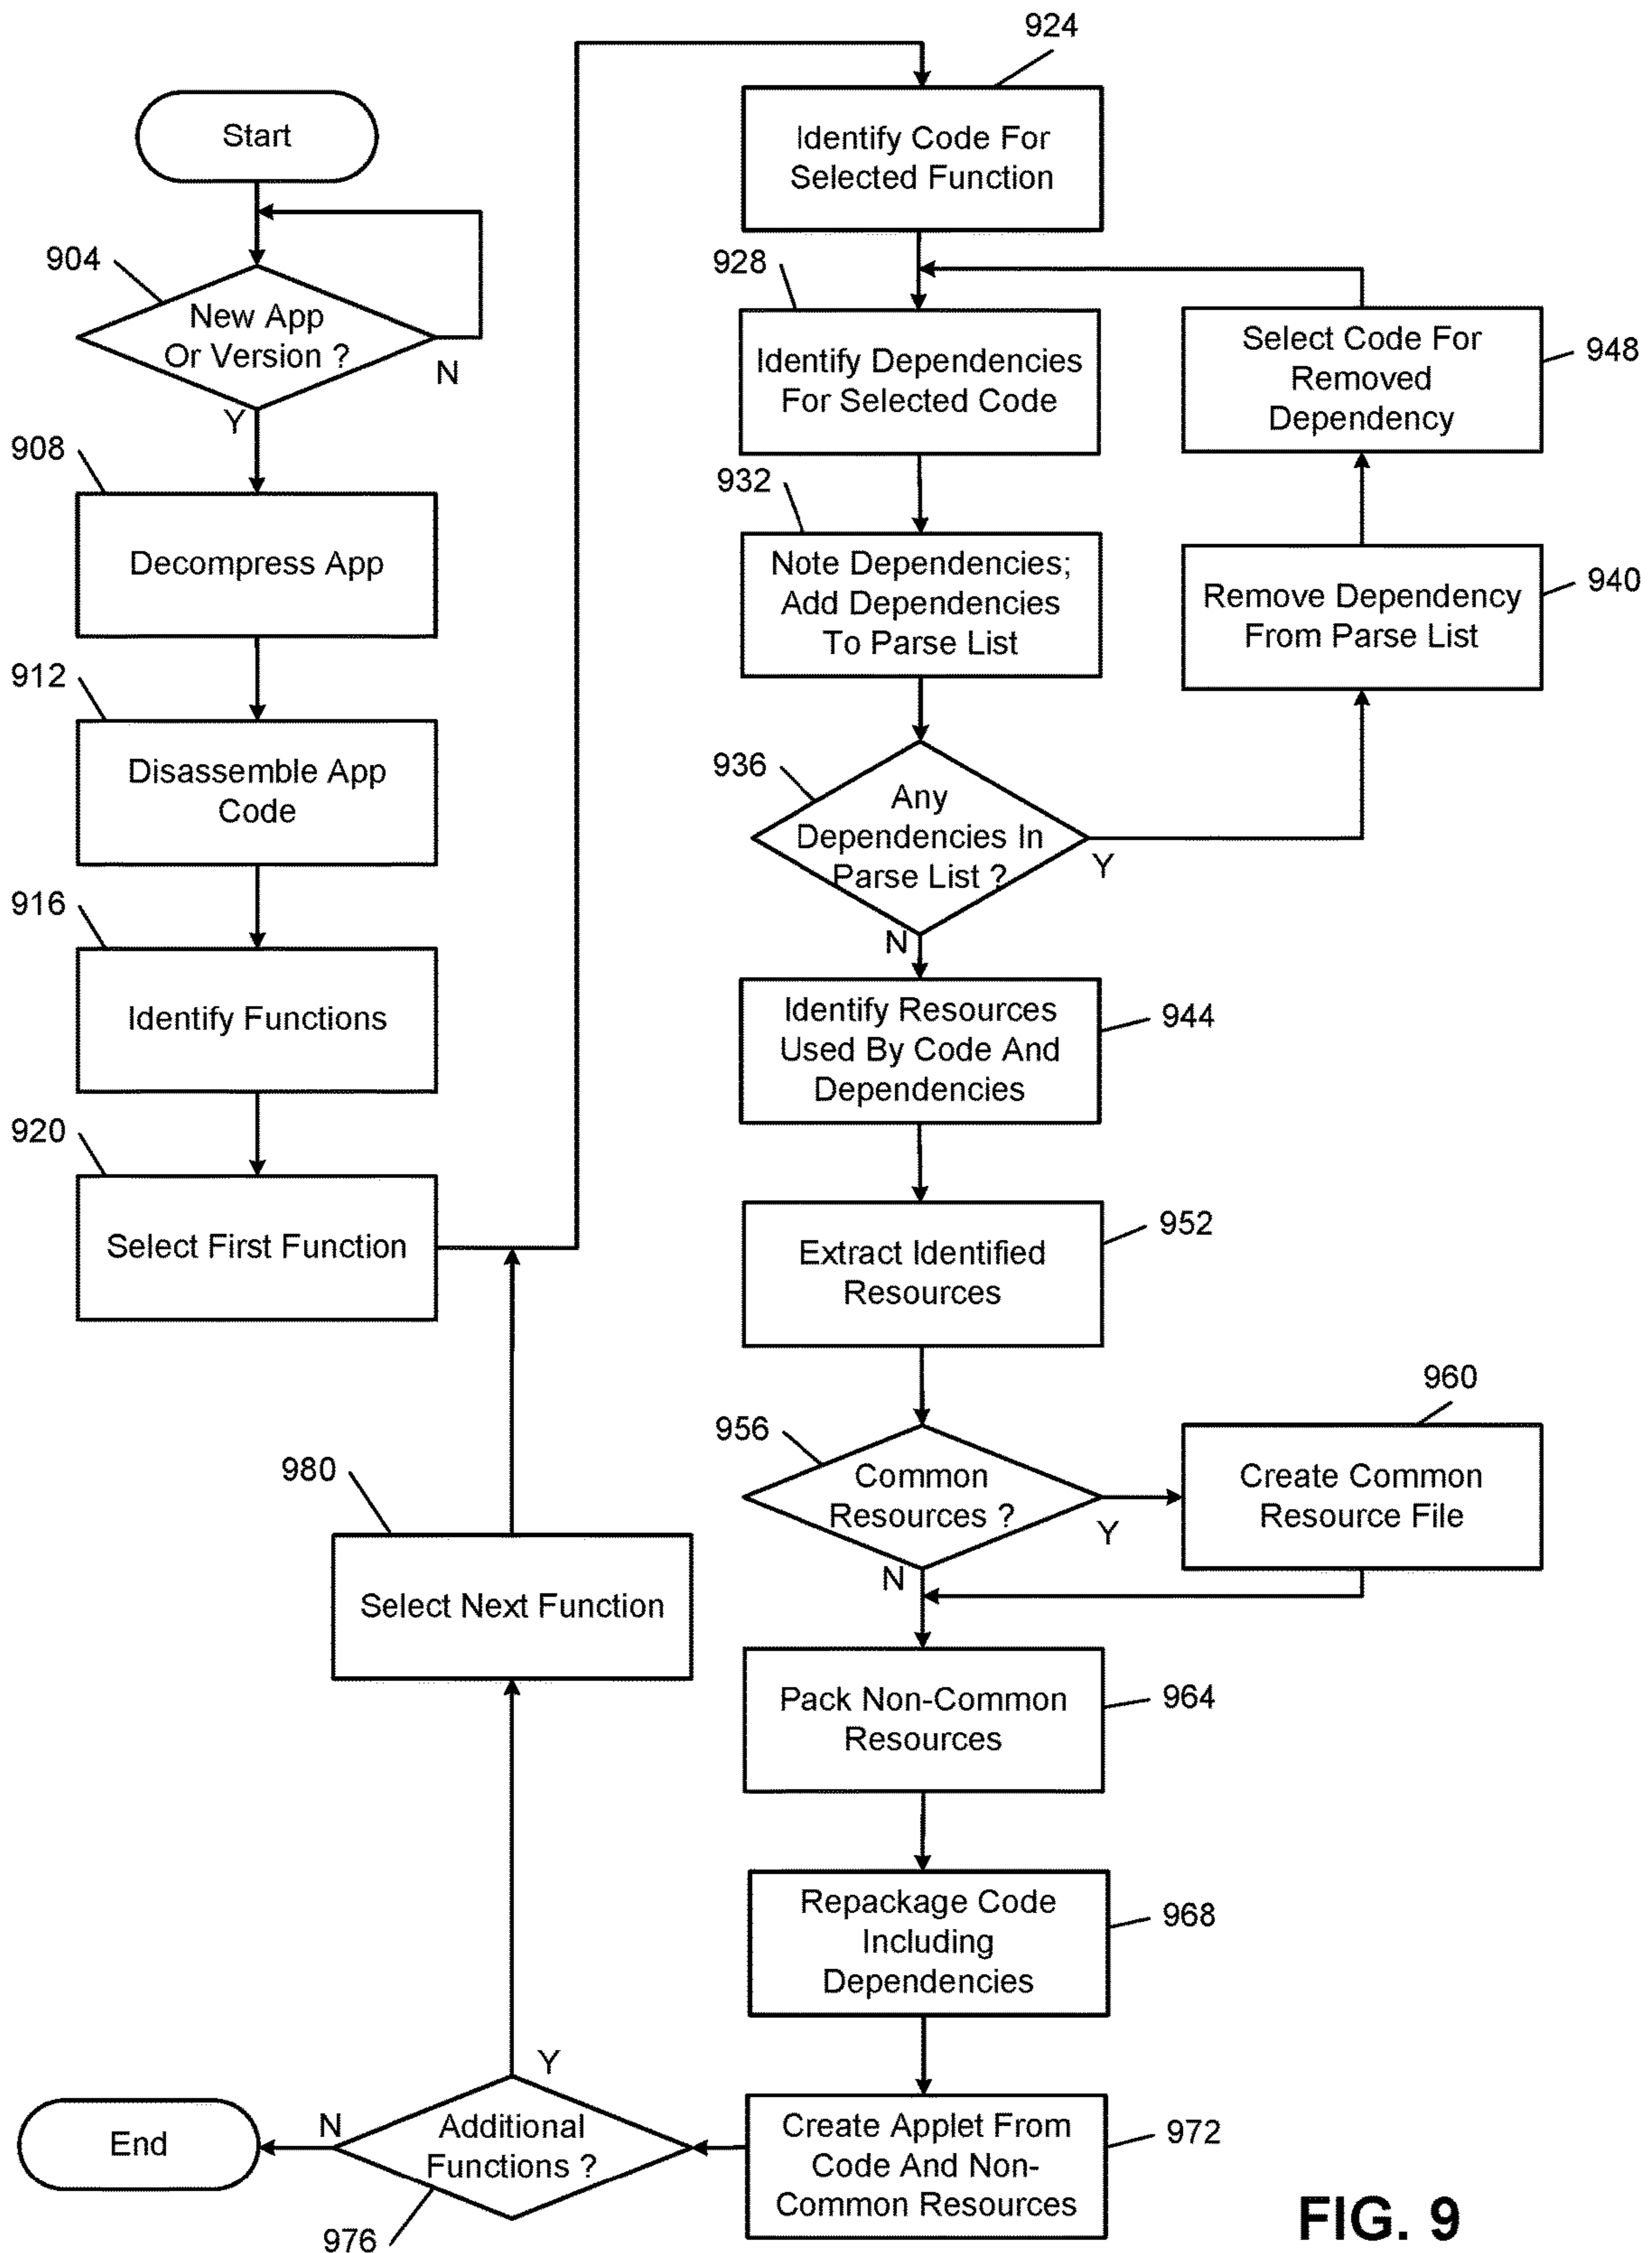 Start
904
New App
Or Version ?
N
Y
908
Decompress App
912
Disassemble App
Code
916
Identify Functions
920
Select First Function
924
Identify Code For
Selected Function
928
Identify Dependencies
For Selected Code
932
Note Dependencies;
Add Dependencies
To Parse List
936
Any
Dependencies In
Parse List ?
Y
N
940
Remove Dependency
From Parse List
948
Select Code For
Removed
Dependency
944
Identify Resources
Used By Code And
Dependencies
952
Extract Identified
Resources
956
Common
Resources ?
Y
N
960
Create Common
Resource File
964
Pack Non-Common
Resources
968
Repackage Code
Including
Dependencies
972
Create Applet From
Code And Non-
Common Resources
976
Additional
Functions ?
Y
N
980
Select Next Function
End
FIG. 9